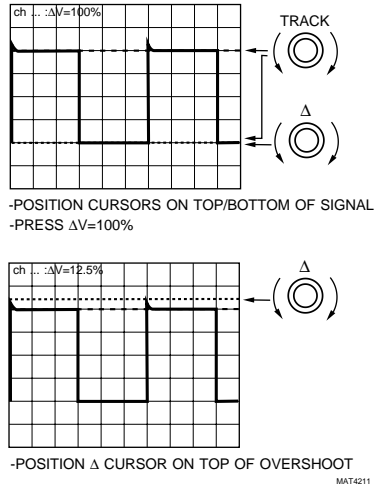 ch ... :ΔV=100%
TRACK
Δ
-POSITION CURSORS ON TOP/BOTTOM OF SIGNAL
-PRESS ΔV=100%
ch ... :ΔV=12.5%
Δ
-POSITION Δ CURSOR ON TOP OF OVERSHOOT
MAT4211